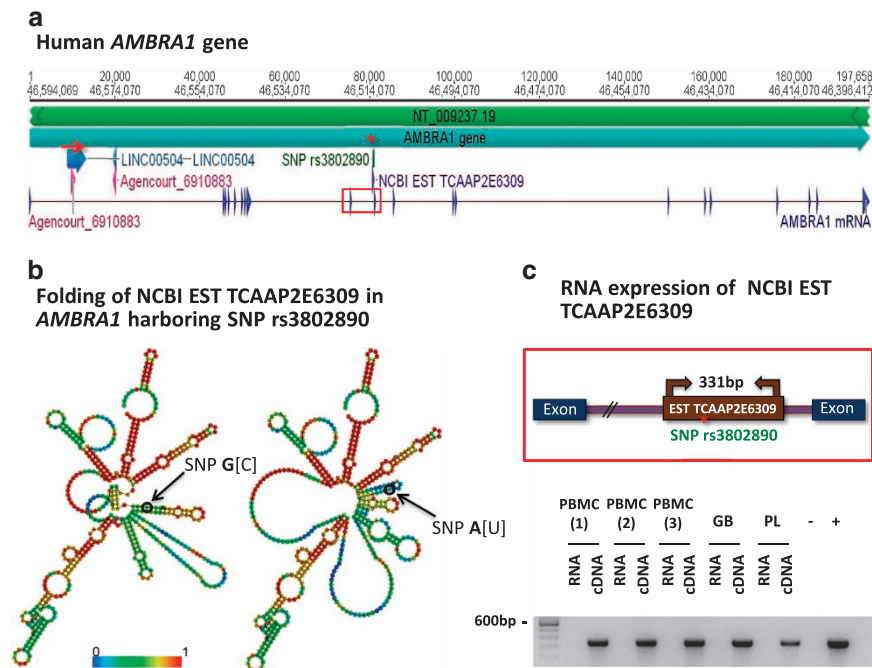 a
Human AMBRA1 gene
1 20,000 40,000 60,000 80,000 100,000 120,000 140,000 160,000 180,000 197,658
46,594,069 46,574,070 46,554,070 46,534,070 46,514,070 46,494,070 46,474,070 46,454,070 46,434,070 46,414,070 46,396,412
NT_009237.19
AMBRA1 gene
*
LINC00504 LINC00504 SNP rs3802890
Agencourt_6910883 NCBI EST TCAAP2E6309
Agencourt_6910883 AMBRA1 mRNA
b
Folding of NCBI EST TCAAP2E6309 in
AMBRA1 harboring SNP rs3802890
SNP G[C]
SNP A[U]
0 1
c
RNA expression of NCBI EST
TCAAP2E6309
331bp
Exon // EST TCAAP2E6309 Exon
*
SNP rs3802890
PBMC PBMC PBMC
(1) (2) (3) GB PL - +
RNA cDNA RNA cDNA RNA cDNA RNA cDNA RNA cDNA
600bp -